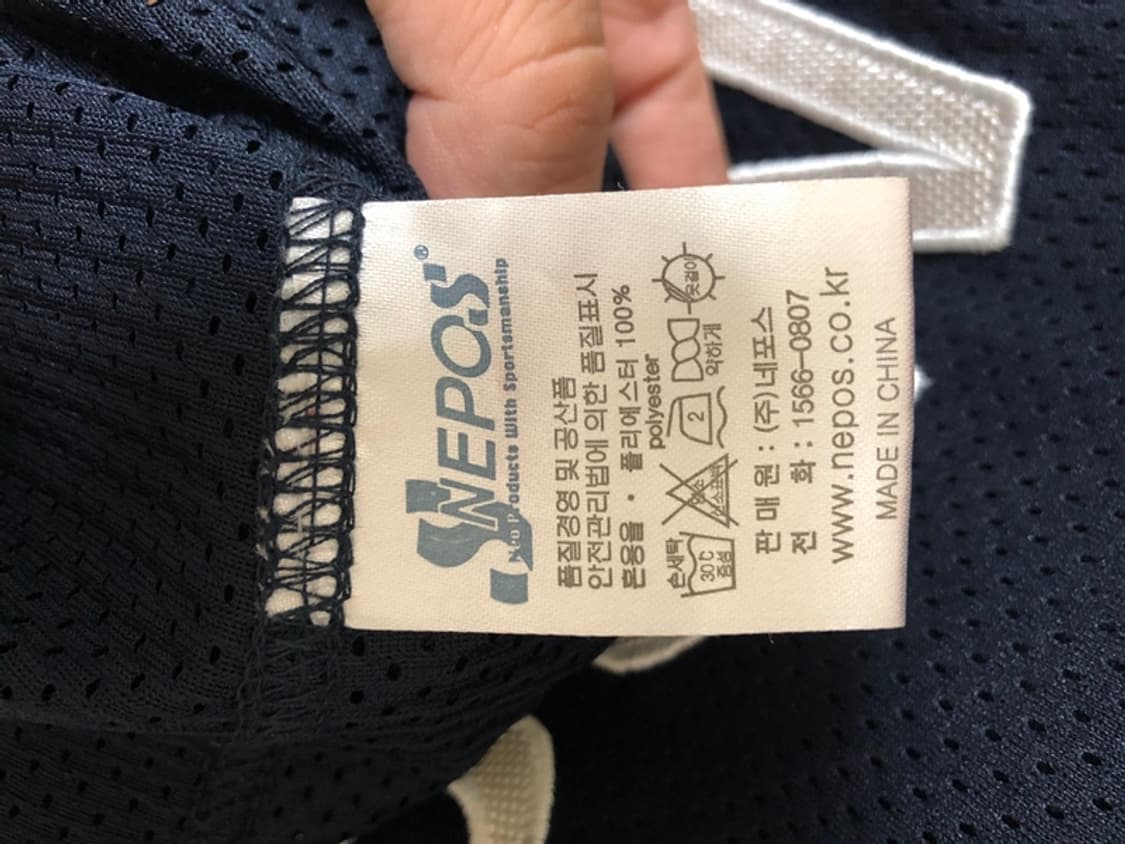 NEPOS®
Neo Products With Sportsmanship
품질경영 및 공산품
안전관리법에 의한 품질표시
혼용율 · 폴리에스터 100%
polyester
손세탁
30℃
중성
2
약하게
옷걸이
판 매 원 : (주)네포스
전 화 : 1566-0807
www.nepos.co.kr
MADE IN CHINA